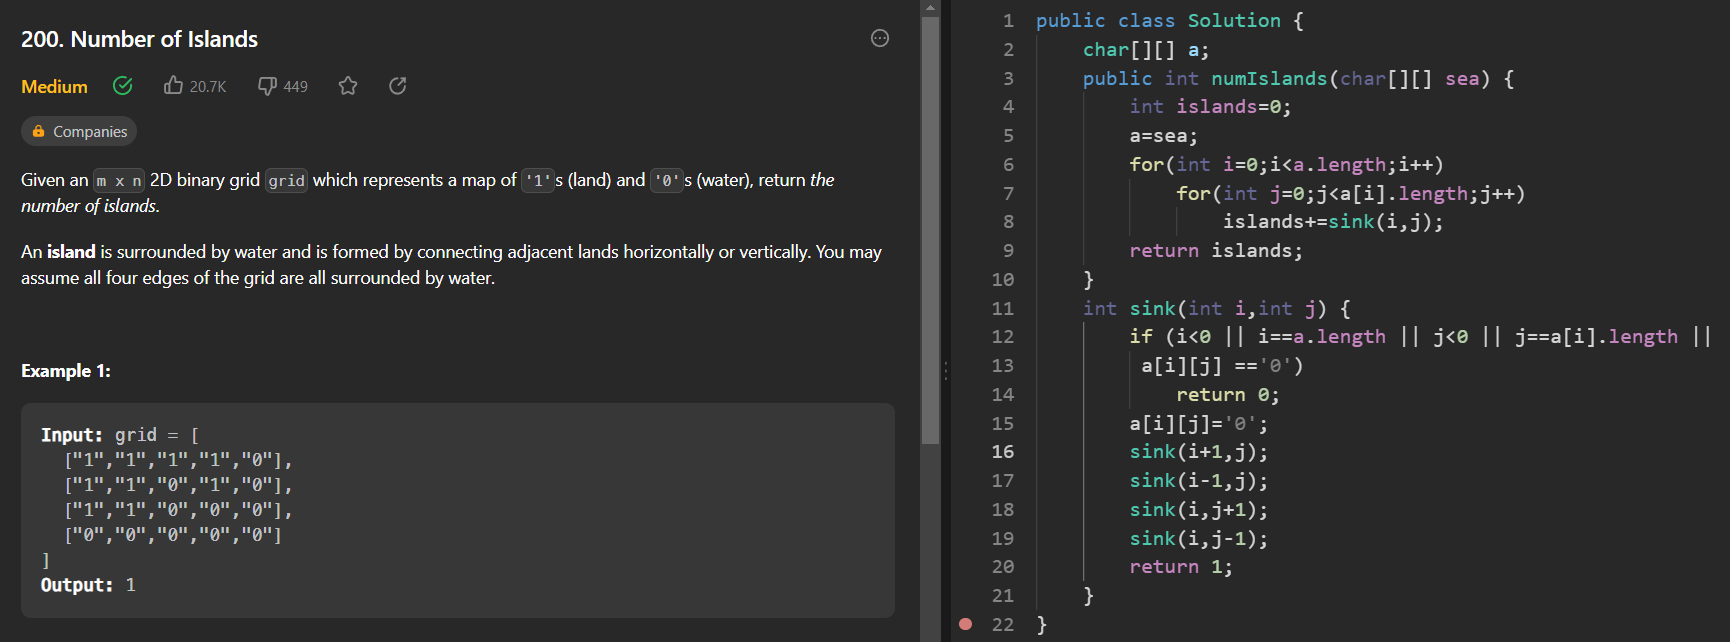 200. Number of Islands
Medium 20.7K 449
Companies
Given an m x n 2D binary grid grid which represents a map of '1's (land) and '0's (water), return the
number of islands.
An island is surrounded by water and is formed by connecting adjacent lands horizontally or vertically. You may
assume all four edges of the grid are all surrounded by water.
Example 1:
Input: grid = [
["1","1","1","1","0"],
["1","1","0","1","0"],
["1","1","0","0","0"],
["0","0","0","0","0"]
]
Output: 1
1 public class Solution {
2 char[][] a;
3 public int numIslands(char[][] sea) {
4 int islands=0;
5 a=sea;
6 for(int i=0;i<a.length;i++)
7 for(int j=0;j<a[i].length;j++)
8 islands+=sink(i,j);
9 return islands;
10 }
11 int sink(int i,int j) {
12 if (i<0 || i==a.length || j<0 || j==a[i].length ||
13 a[i][j] =='0')
14 return 0;
15 a[i][j]='0';
16 sink(i+1,j);
17 sink(i-1,j);
18 sink(i,j+1);
19 sink(i,j-1);
20 return 1;
21 }
22 }